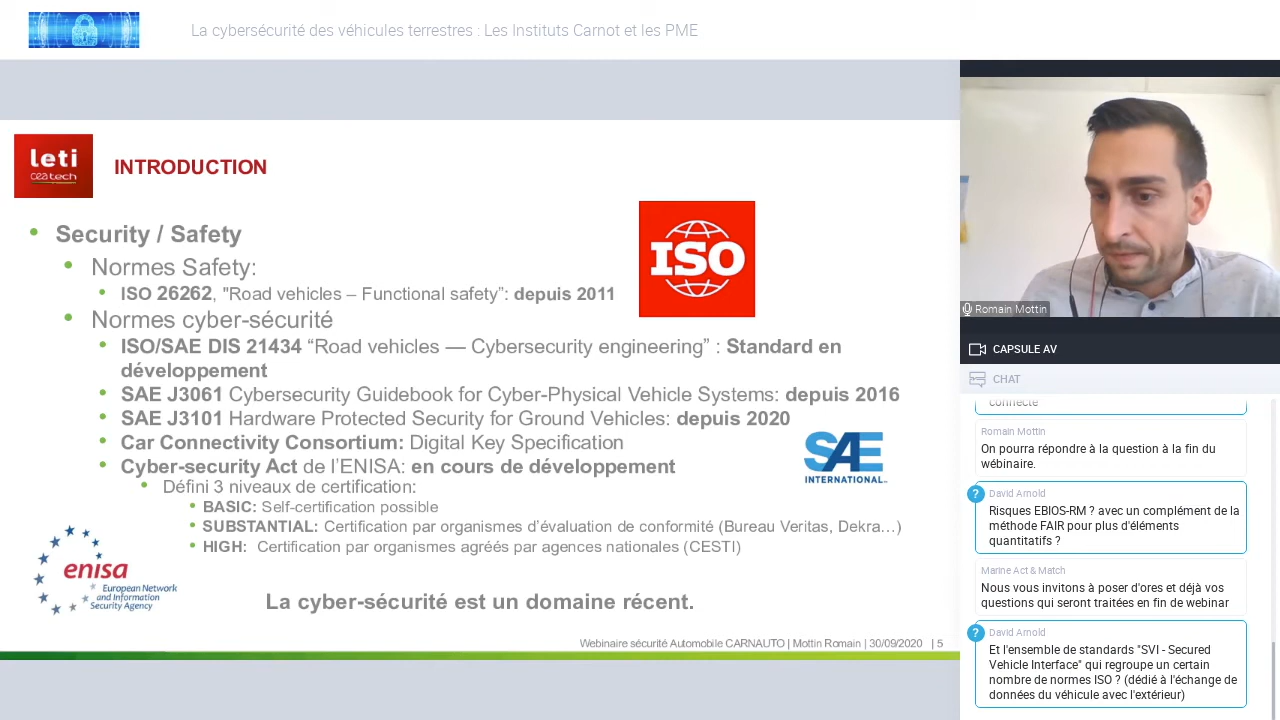 La cybersécurité des véhicules terrestres : Les Instituts Carnot et les PME
leti
ceatech
INTRODUCTION
• Security / Safety
• Normes Safety:
• ISO 26262, "Road vehicles – Functional safety”: depuis 2011
ISO
• Normes cyber-sécurité
• ISO/SAE DIS 21434 “Road vehicles — Cybersecurity engineering” : Standard en
développement
• SAE J3061 Cybersecurity Guidebook for Cyber-Physical Vehicle Systems: depuis 2016
• SAE J3101 Hardware Protected Security for Ground Vehicles: depuis 2020
• Car Connectivity Consortium: Digital Key Specification
• Cyber-security Act de l’ENISA: en cours de développement
SAE
INTERNATIONAL
• Défini 3 niveaux de certification:
• BASIC: Self-certification possible
• SUBSTANTIAL: Certification par organismes d’évaluation de conformité (Bureau Veritas, Dekra…)
• HIGH: Certification par organismes agréés par agences nationales (CESTI)
enisa
European Network
and Information
Security Agency
La cyber-sécurité est un domaine récent.
Webinaire sécurité Automobile CARNAUTO | Mottin Romain | 30/09/2020 | 5
Romain Mottin
CAPSULE AV
CHAT
connecté
Romain Mottin
On pourra répondre à la question à la fin du
wébinaire.
?
David Arnold
Risques EBIOS-RM ? avec un complément de la
méthode FAIR pour plus d'éléments
quantitatifs ?
Marine Act & Match
Nous vous invitons à poser d'ores et déjà vos
questions qui seront traitées en fin de webinar
?
David Arnold
Et l'ensemble de standards "SVI - Secured
Vehicle Interface" qui regroupe un certain
nombre de normes ISO ? (dédié à l'échange de
données du véhicule avec l'extérieur)